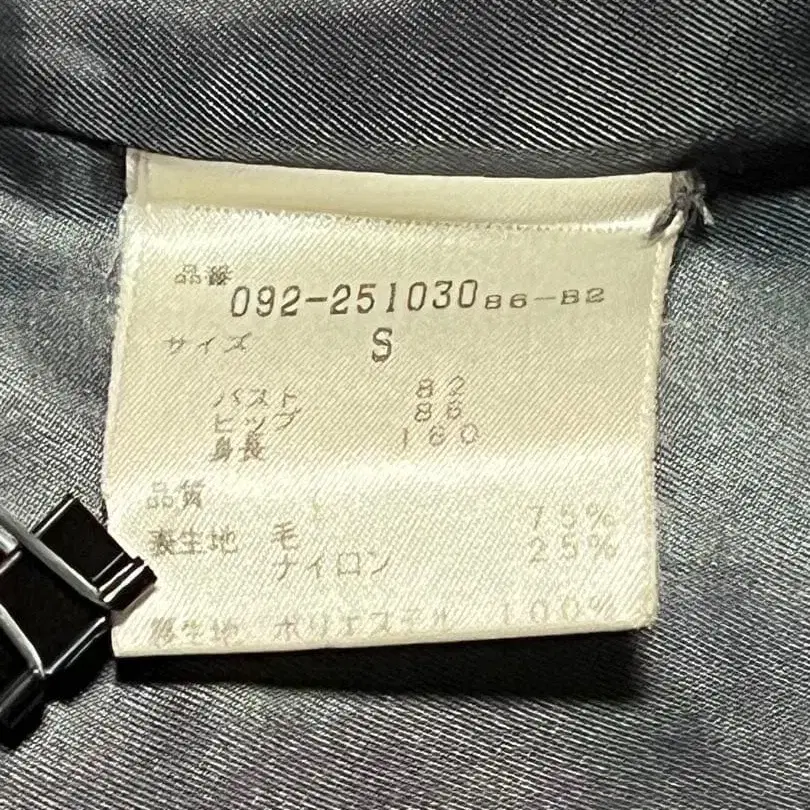 品番 092-251030 86-82
サイズ S
バスト 82
ヒップ 86
身長 160
品質
表生地 毛 75%
ナイロン 25%
裏生地 ポリエステル 100%